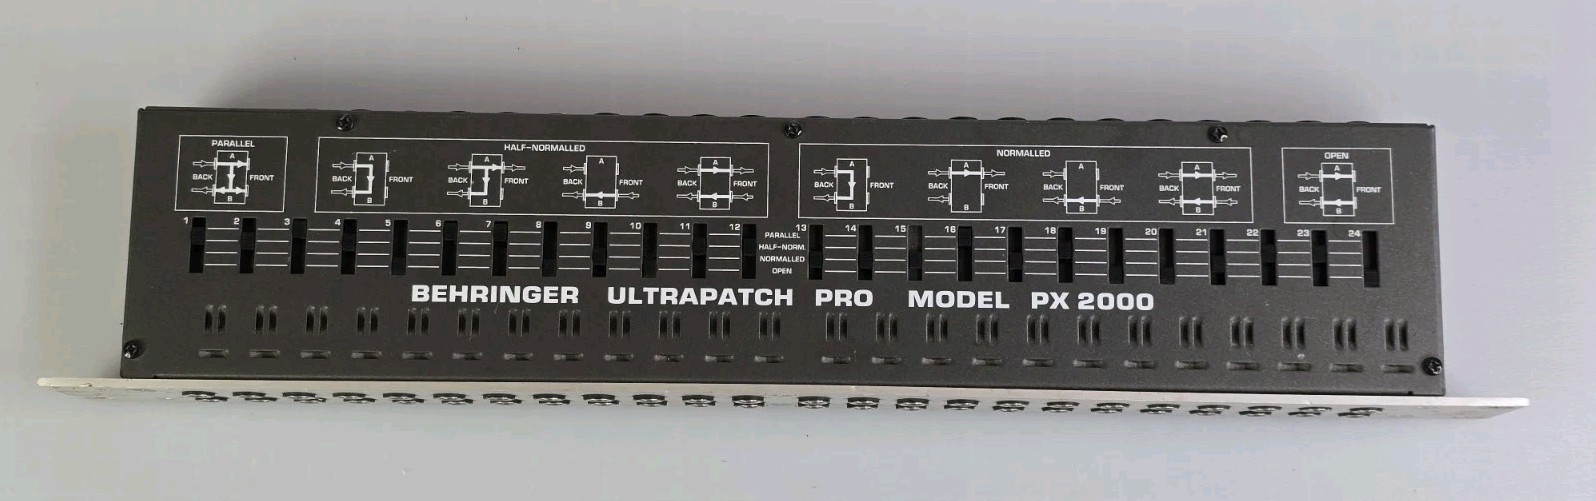 PARALLEL HALF-NORMALLED NORMALLED OPEN
A A A A A A A A A A
BACK FRONT BACK FRONT BACK FRONT BACK FRONT BACK FRONT BACK FRONT BACK FRONT BACK FRONT BACK FRONT BACK FRONT
B B B B B B B B B B
1 2 3 4 5 6 7 8 9 10 11 12 13 14 15 16 17 18 19 20 21 22 23 24
PARALLEL
HALF-NORM.
NORMALLED
OPEN
BEHRINGER ULTRAPATCH PRO MODEL PX 2000